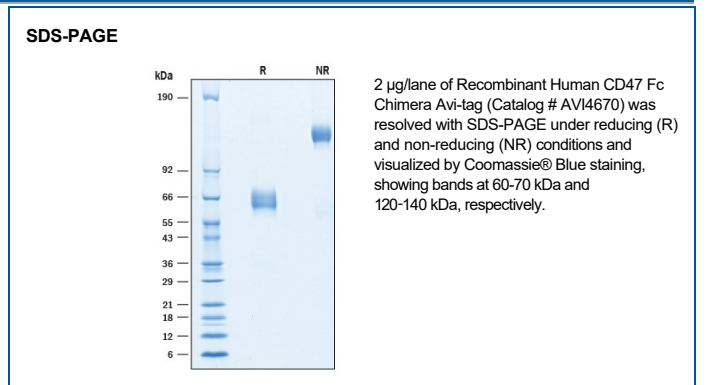 SDS-PAGE
kDa
R
NR
190
92
66
55
43
36
29
21
18
12
6
2 µg/lane of Recombinant Human CD47 Fc
Chimera Avi-tag (Catalog # AVI4670) was
resolved with SDS-PAGE under reducing (R)
and non-reducing (NR) conditions and
visualized by Coomassie® Blue staining,
showing bands at 60-70 kDa and
120-140 kDa, respectively.